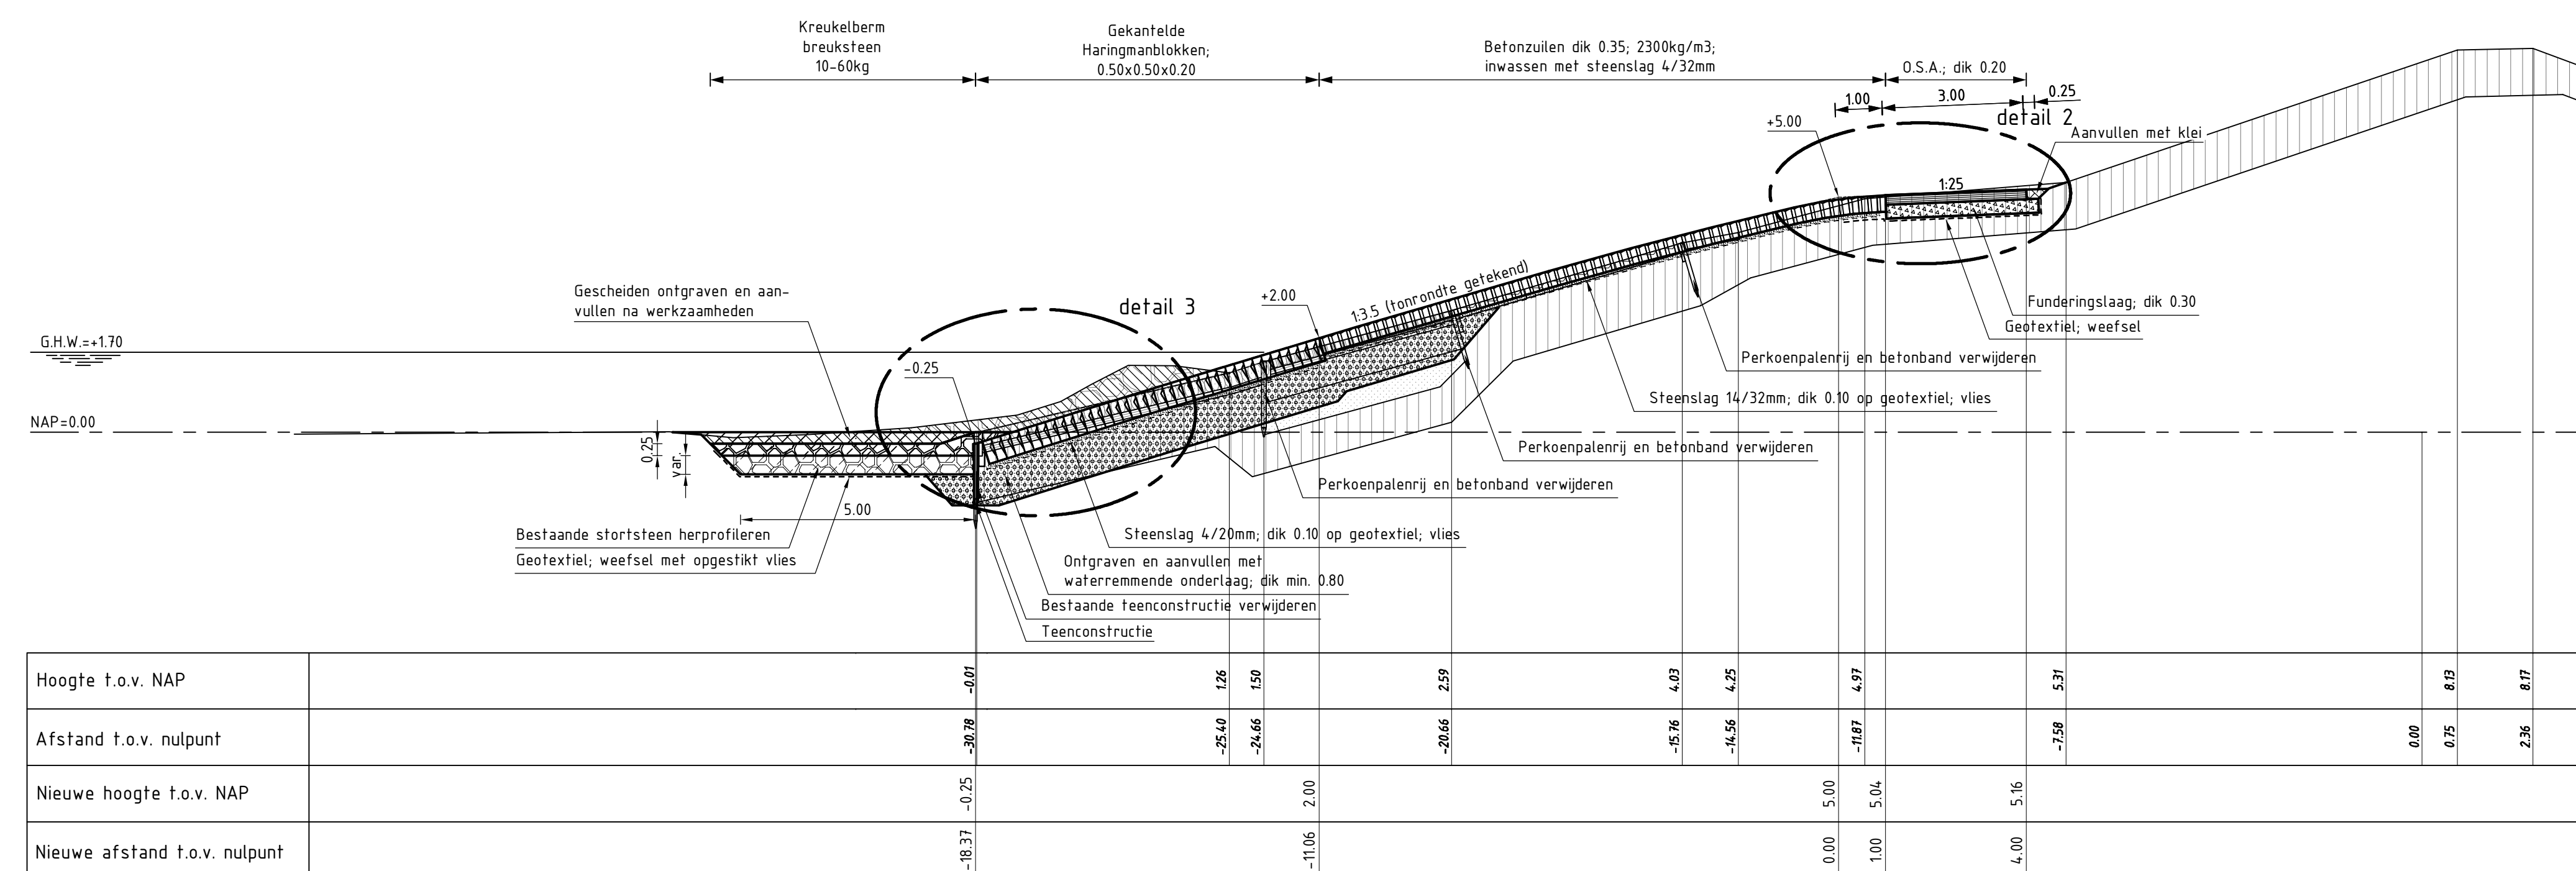 Kreukelberm
breuksteen
10-60kg
Gekantelde
Haringmanblokken;
0.50x0.50x0.20
Betonzuilen dik 0.35; 2300kg/m3;
inwassen met steenslag 4/32mm
O.S.A.; dik 0.20
1.00
3.00
0.25
detail 2
+5.00
Aanvullen met klei
1:25
1:3.5 (tonrondte getekend)
+2.00
detail 3
Gescheiden ontgraven en aan-
vullen na werkzaamheden
Funderingslaag; dik 0.30
Geotextiel; weefsel
G.H.W.=+1.70
-0.25
Perkoenpalenrij en betonband verwijderen
Steenslag 14/32mm; dik 0.10 op geotextiel; vlies
NAP=0.00
0.25
var.
Perkoenpalenrij en betonband verwijderen
Perkoenpalenrij en betonband verwijderen
5.00
Bestaande stortsteen herprofileren
Geotextiel; weefsel met opgestikt vlies
Steenslag 4/20mm; dik 0.10 op geotextiel; vlies
Ontgraven en aanvullen met
waterremmende onderlaag; dik min. 0.80
Bestaande teenconstructie verwijderen
Teenconstructie
Hoogte t.o.v. NAP -0.01 1.26 1.50 2.59 4.03 4.25 4.97 5.31 8.13 8.17
Afstand t.o.v. nulpunt -30.78 -25.40 -24.66 -20.66 -15.76 -14.56 -11.87 -7.58 0.00 0.75 2.36
Nieuwe hoogte t.o.v. NAP -0.25 2.00 5.00 5.04 5.16
Nieuwe afstand t.o.v. nulpunt -18.37 -11.06 0.00 1.00 4.00